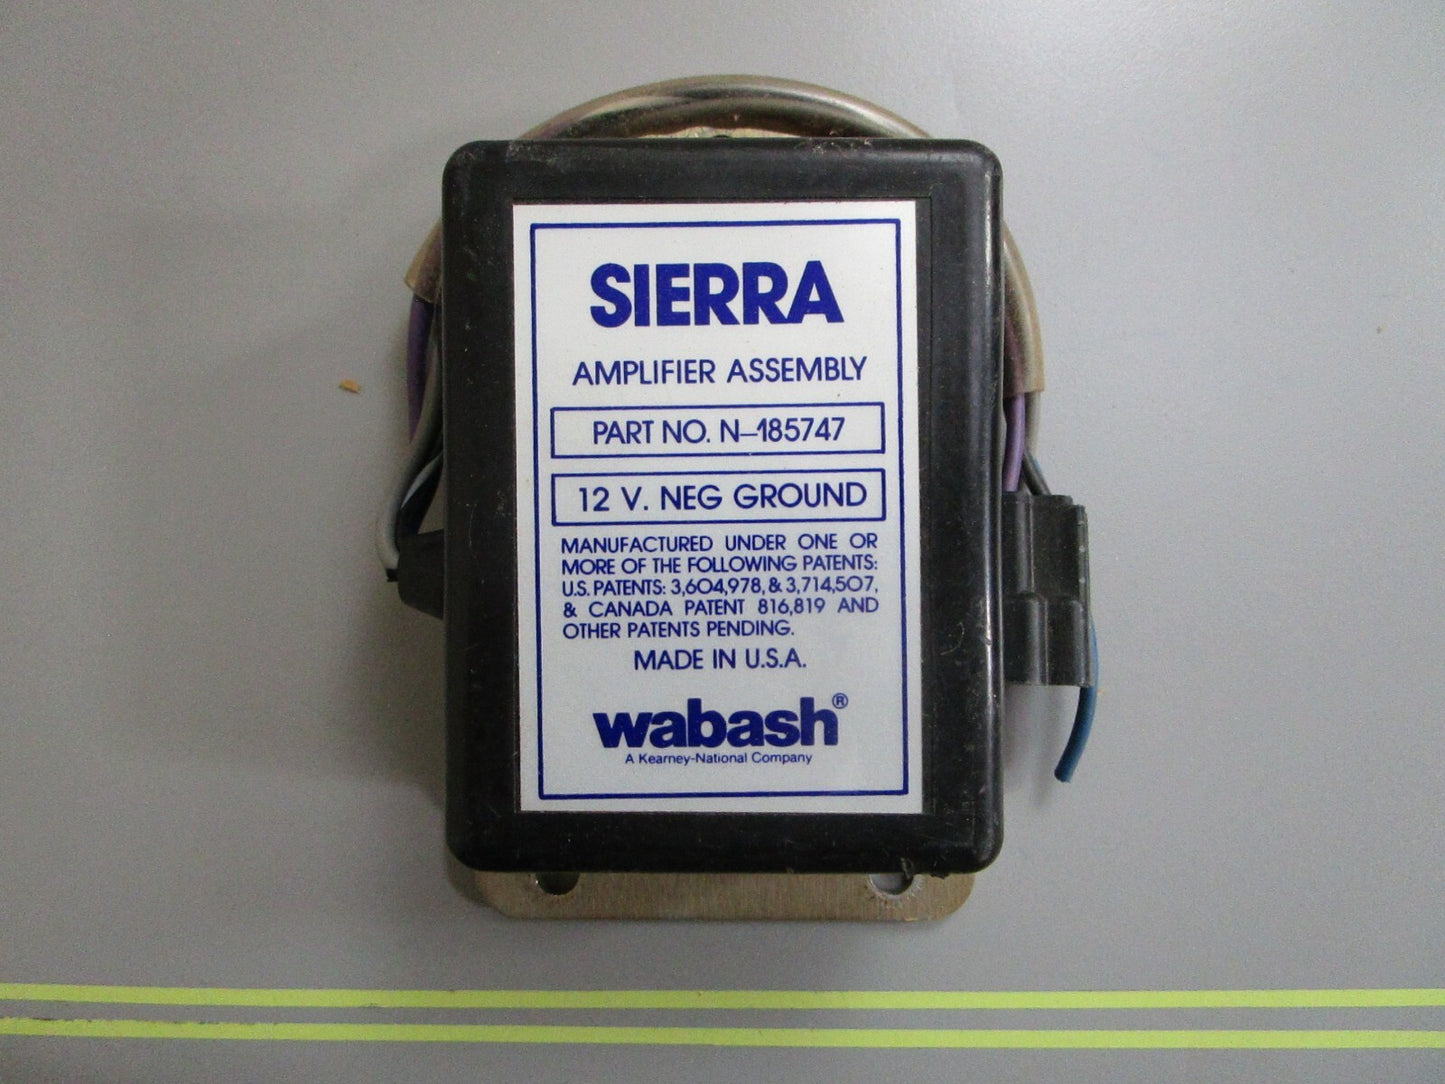 SIERRA
AMPLIFIER ASSEMBLY
PART NO. N-185747
12 V. NEG GROUND
MANUFACTURED UNDER ONE OR
MORE OF THE FOLLOWING PATENTS:
U.S. PATENTS: 3,604,978, & 3,714,507,
& CANADA PATENT 816,819 AND
OTHER PATENTS PENDING.
MADE IN U.S.A.
wabash®
A Kearney-National Company